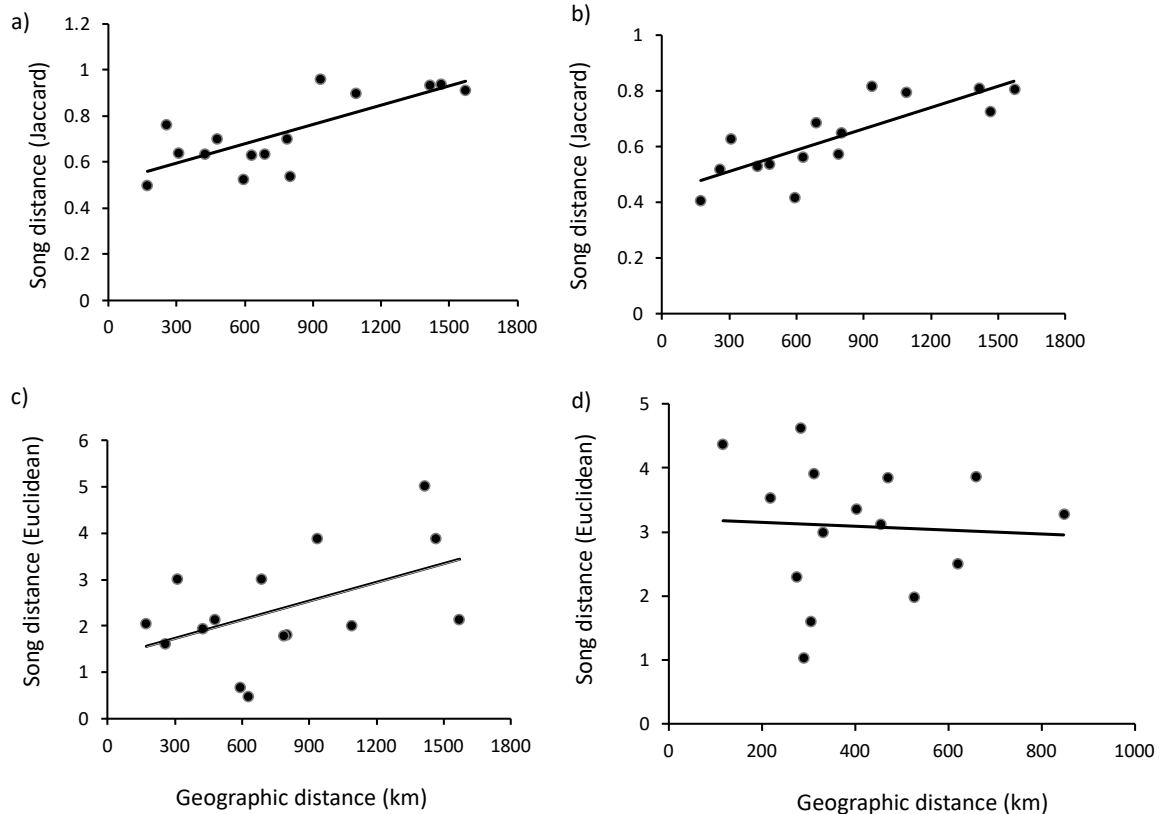 a)
Song distance (Jaccard)
1.2
1
0.8
0.6
0.4
0.2
0
0 300 600 900 1200 1500 1800
b)
Song distance (Jaccard)
1
0.8
0.6
0.4
0.2
0
0 300 600 900 1200 1500 1800
c)
Song distance (Euclidean)
6
5
4
3
2
1
0
0 300 600 900 1200 1500 1800
Geographic distance (km)
d)
Song distance (Euclidean)
5
4
3
2
1
0
0 200 400 600 800 1000
Geographic distance (km)